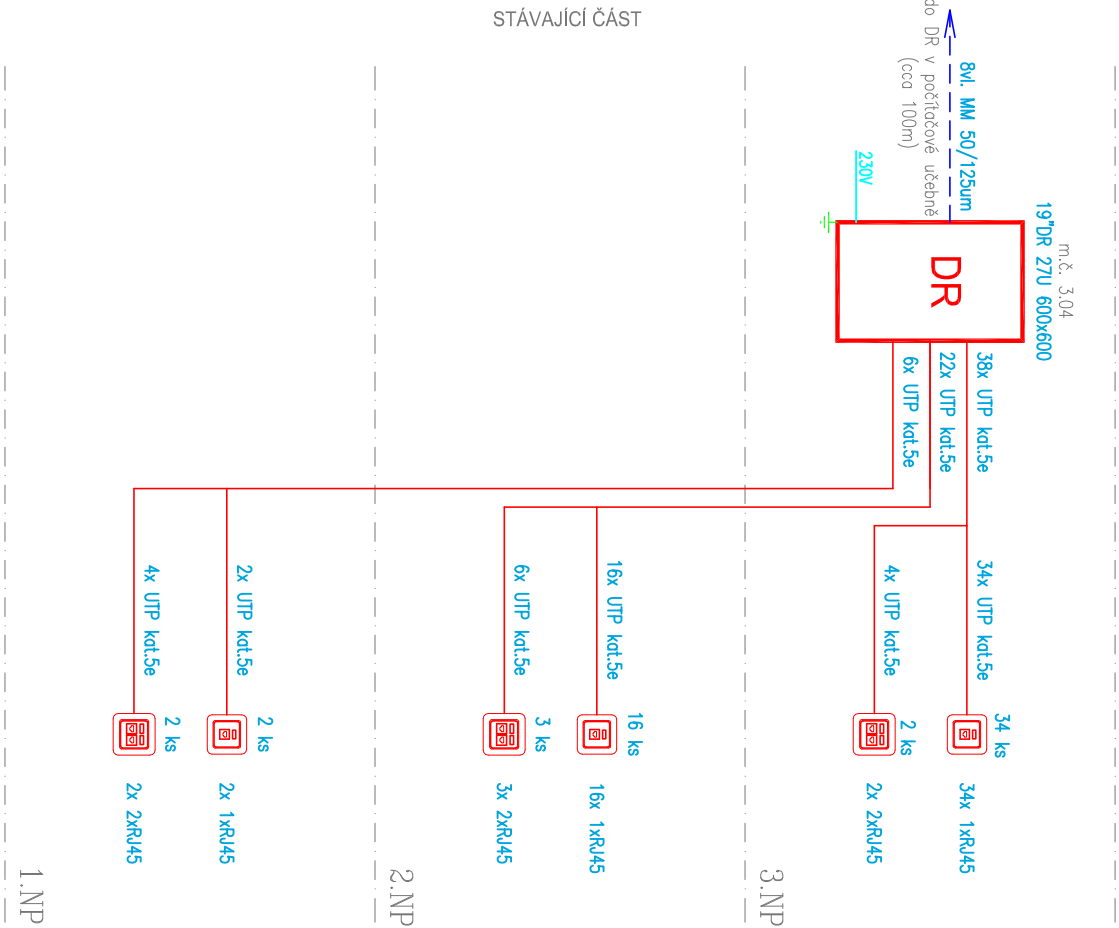 STÁVAJÍCÍ ČÁST
do DR v počítačové učebně
(cca 100m)
8vl. MM 50/125um
230V
m.č. 3.04
19"DR 27U 600x600
DR
38x UTP kat.5e
22x UTP kat.5e
6x UTP kat.5e
34x UTP kat.5e
34 ks
34x 1xRJ45
4x UTP kat.5e
2 ks
2x 2xRJ45
3.NP
16x UTP kat.5e
16 ks
16x 1xRJ45
6x UTP kat.5e
3 ks
3x 2xRJ45
2.NP
2x UTP kat.5e
2 ks
2x 1xRJ45
4x UTP kat.5e
2 ks
2x 2xRJ45
1.NP